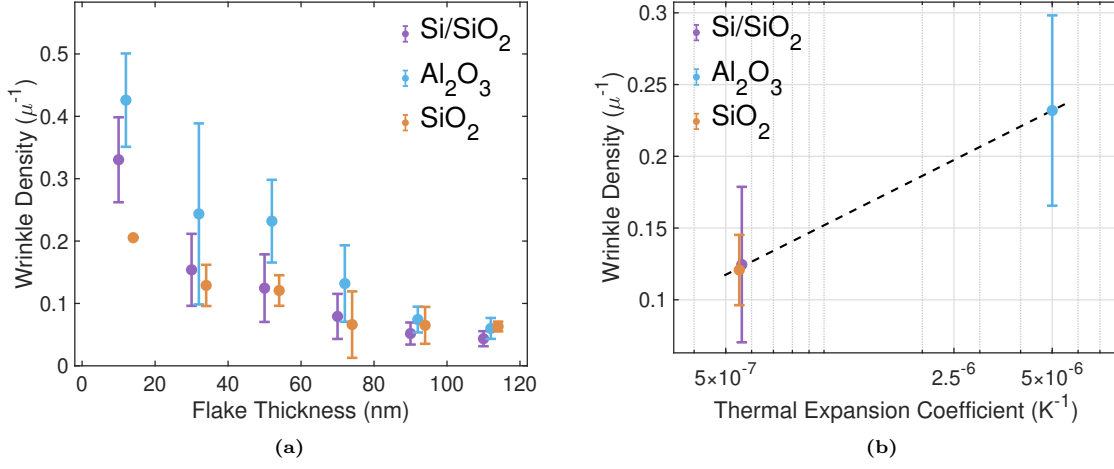 Wrinkle Density (μ⁻¹)
0.5
0.4
0.3
0.2
0.1
0
0 20 40 60 80 100 120
Flake Thickness (nm)
Si/SiO₂
Al₂O₃
SiO₂
(a)
Wrinkle Density (μ⁻¹)
0.3
0.25
0.2
0.15
0.1
5×10⁻⁷ 2.5⁻⁶ 5×10⁻⁶
Thermal Expansion Coefficient (K⁻¹)
Si/SiO₂
Al₂O₃
SiO₂
(b)